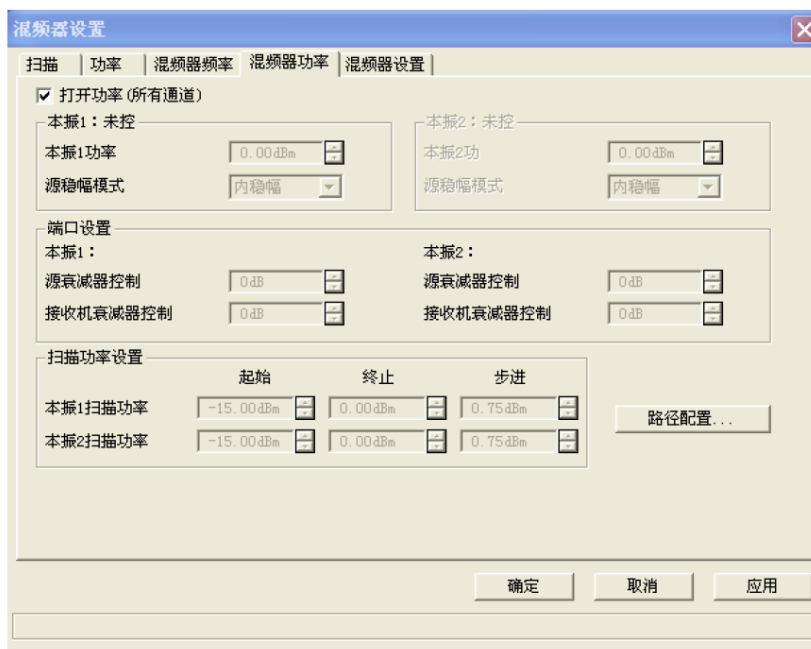 混频器设置
扫描 功率 混频器频率 混频器功率 混频器设置
打开功率(所有通道)
本振1：未控 本振2：未控
本振1功率 0.00dBm 本振2功 0.00dBm
源稳幅模式 内稳幅 源稳幅模式 内稳幅
端口设置
本振1： 本振2：
源衰减器控制 0dB 源衰减器控制 0dB
接收机衰减器控制 0dB 接收机衰减器控制 0dB
扫描功率设置
起始 终止 步进
本振1扫描功率 -15.00dBm 0.00dBm 0.75dBm
路径配置...
本振2扫描功率 -15.00dBm 0.00dBm 0.75dBm
确定 取消 应用